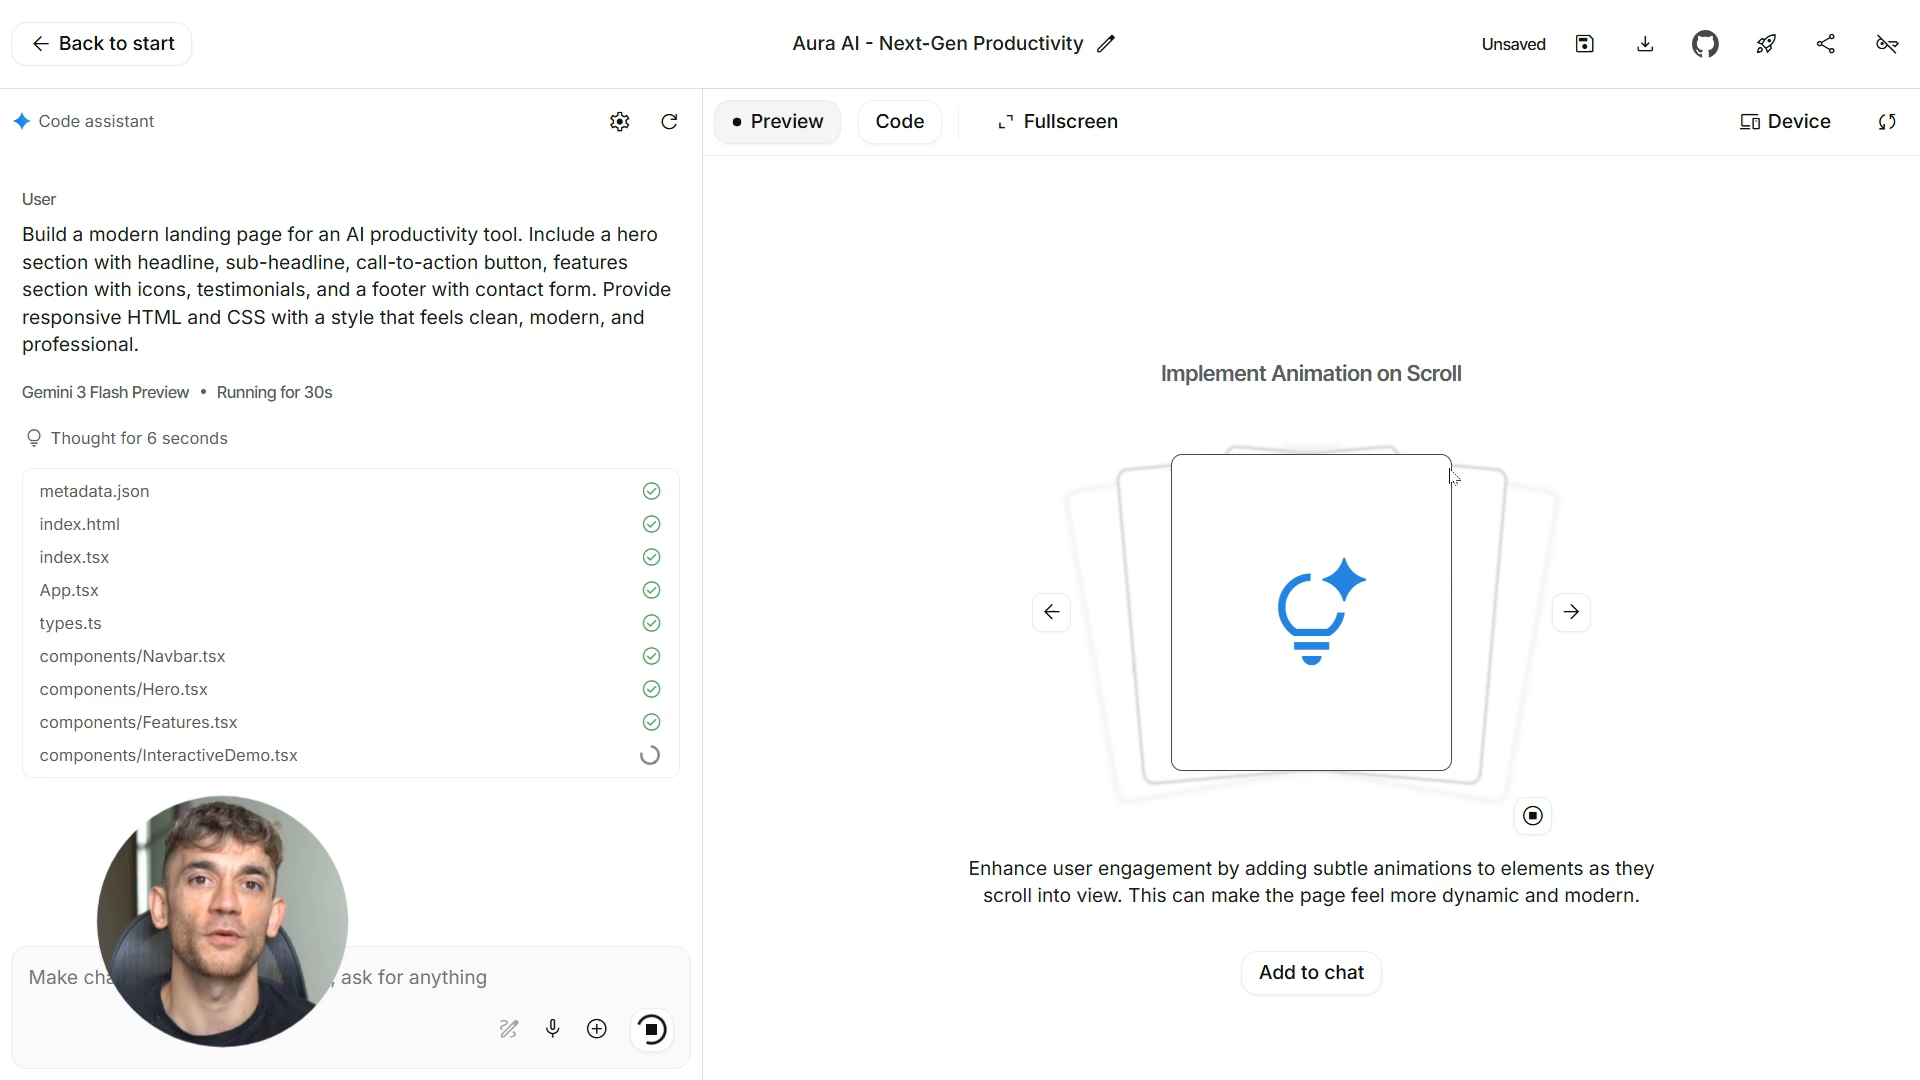 Back to start
Aura AI - Next-Gen Productivity
Unsaved
Code assistant
Preview
Code
Fullscreen
Device
User
Build a modern landing page for an AI productivity tool. Include a hero
section with headline, sub-headline, call-to-action button, features
section with icons, testimonials, and a footer with contact form. Provide
responsive HTML and CSS with a style that feels clean, modern, and
professional.
Gemini 3 Flash Preview • Running for 30s
Thought for 6 seconds
metadata.json
index.html
index.tsx
App.tsx
types.ts
components/Navbar.tsx
components/Hero.tsx
components/Features.tsx
components/InteractiveDemo.tsx
Make
, ask for anything
Implement Animation on Scroll
Enhance user engagement by adding subtle animations to elements as they
scroll into view. This can make the page feel more dynamic and modern.
Add to chat